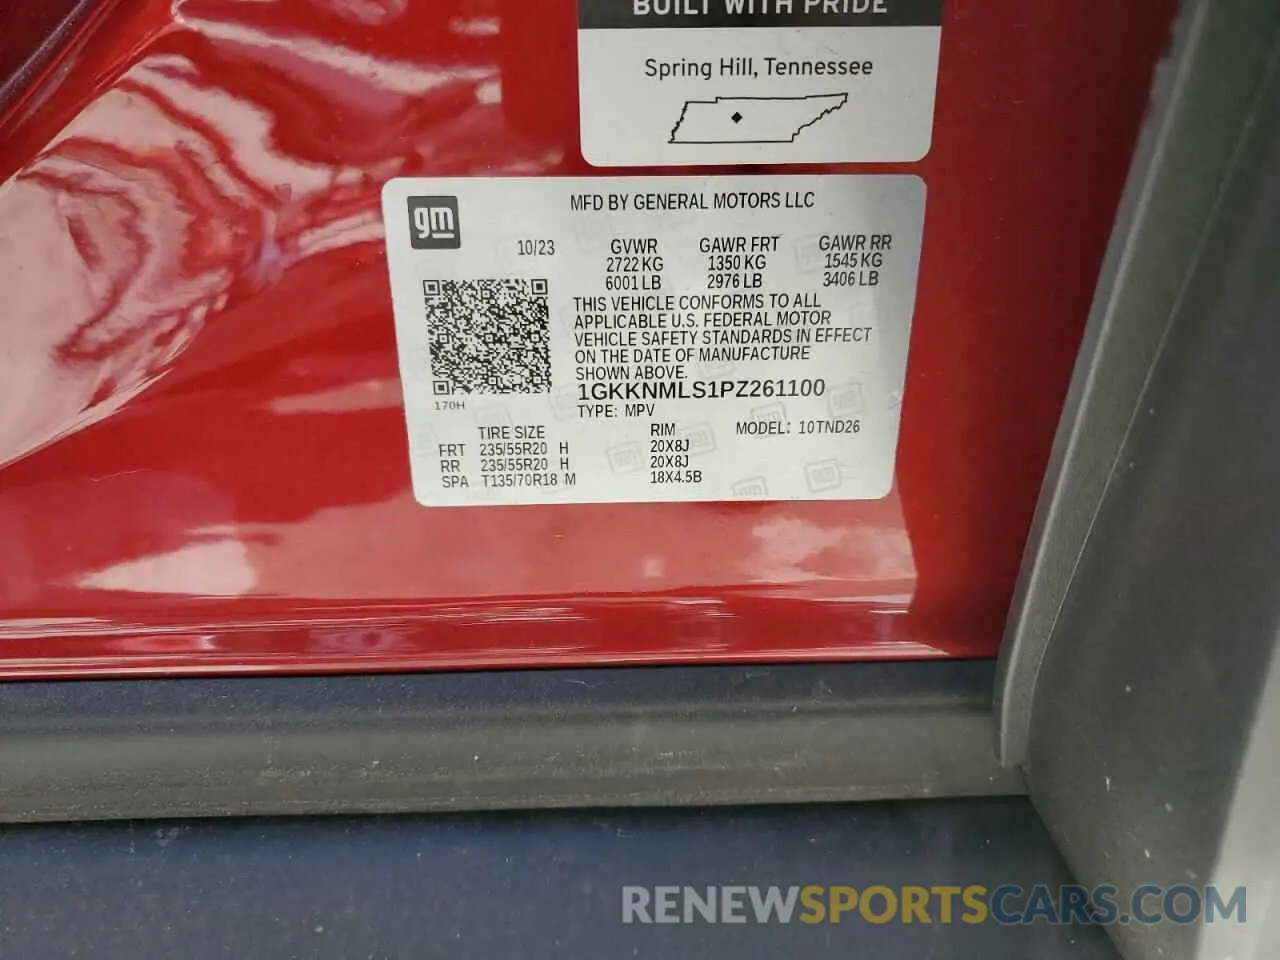 BUILT WITH PRIDE
Spring Hill, Tennessee
gm
MFD BY GENERAL MOTORS LLC
10/23 GVWR GAWR FRT GAWR RR
2722 KG 1350 KG 1545 KG
6001 LB 2976 LB 3406 LB
THIS VEHICLE CONFORMS TO ALL
APPLICABLE U.S. FEDERAL MOTOR
VEHICLE SAFETY STANDARDS IN EFFECT
ON THE DATE OF MANUFACTURE
SHOWN ABOVE.
1GKKNMLS1PZ261100
170H
TYPE: MPV
TIRE SIZE RIM MODEL: 10TND26
FRT 235/55R20 H 20X8J
RR 235/55R20 H 20X8J
SPA T135/70R18 M 18X4.5B
RENEWSPORTSCARS.COM